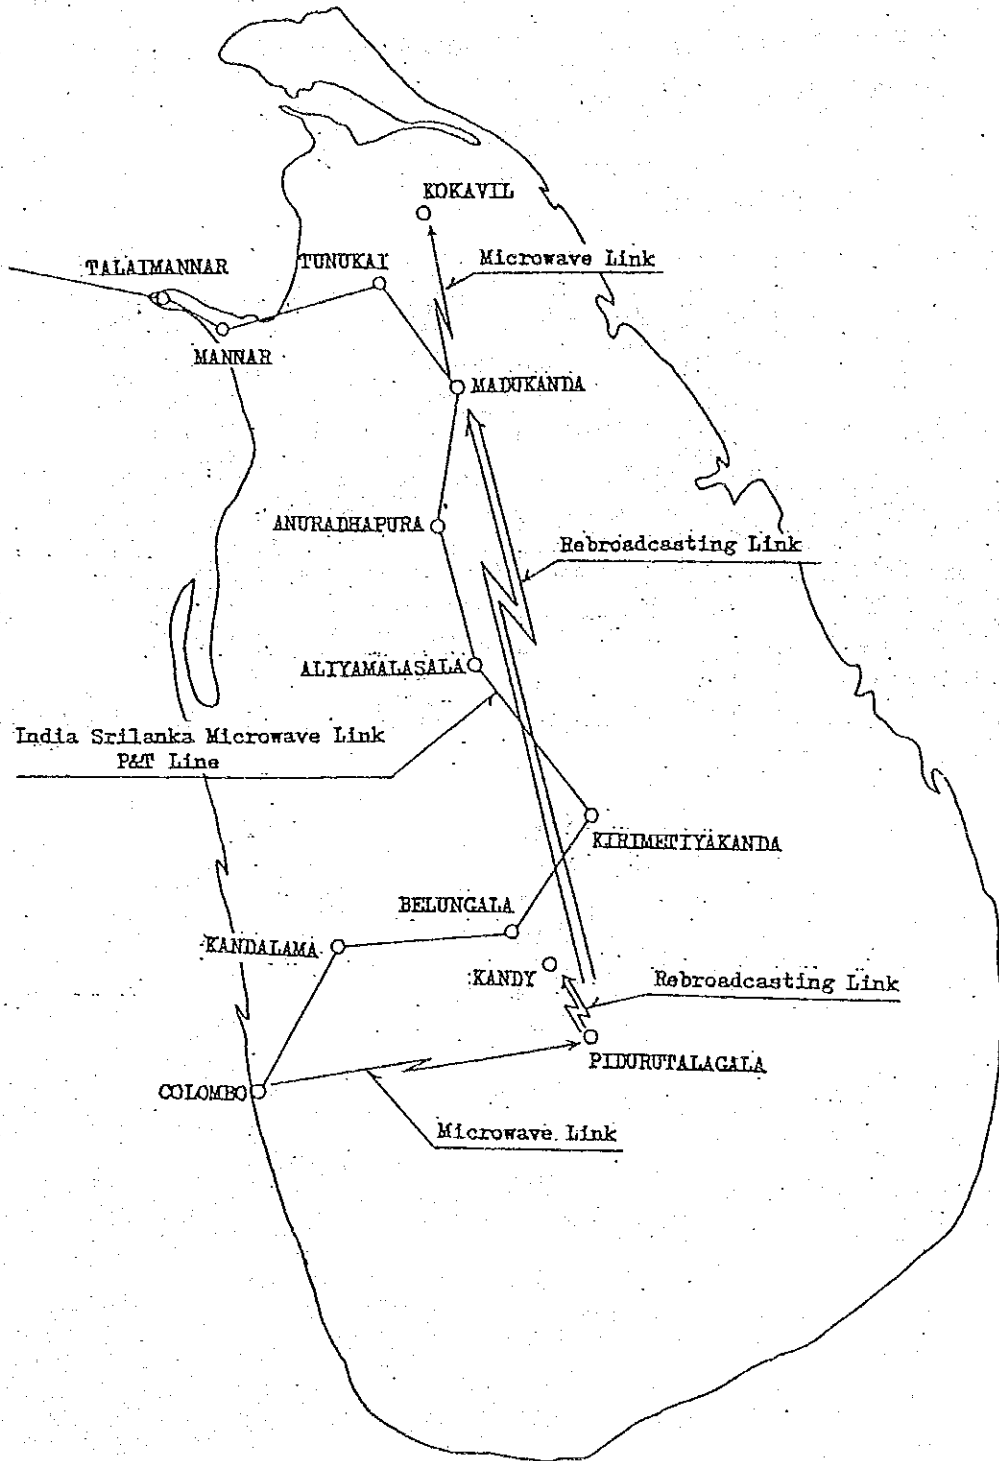 KOKAVIL
Microwave Link
TALAIMANNAR
TUNUKAI
MANNAR
MADUKANDA
ANURADHAPURA
Rebroadcasting Link
ALIYAMALASALA
India Srilanka Microwave Link
P&T Line
KIRIMETIYAKANDA
BELUNGALA
KANDALAMA
KANDY
Rebroadcasting Link
PIDURUTALAGALA
COLOMBO
Microwave Link